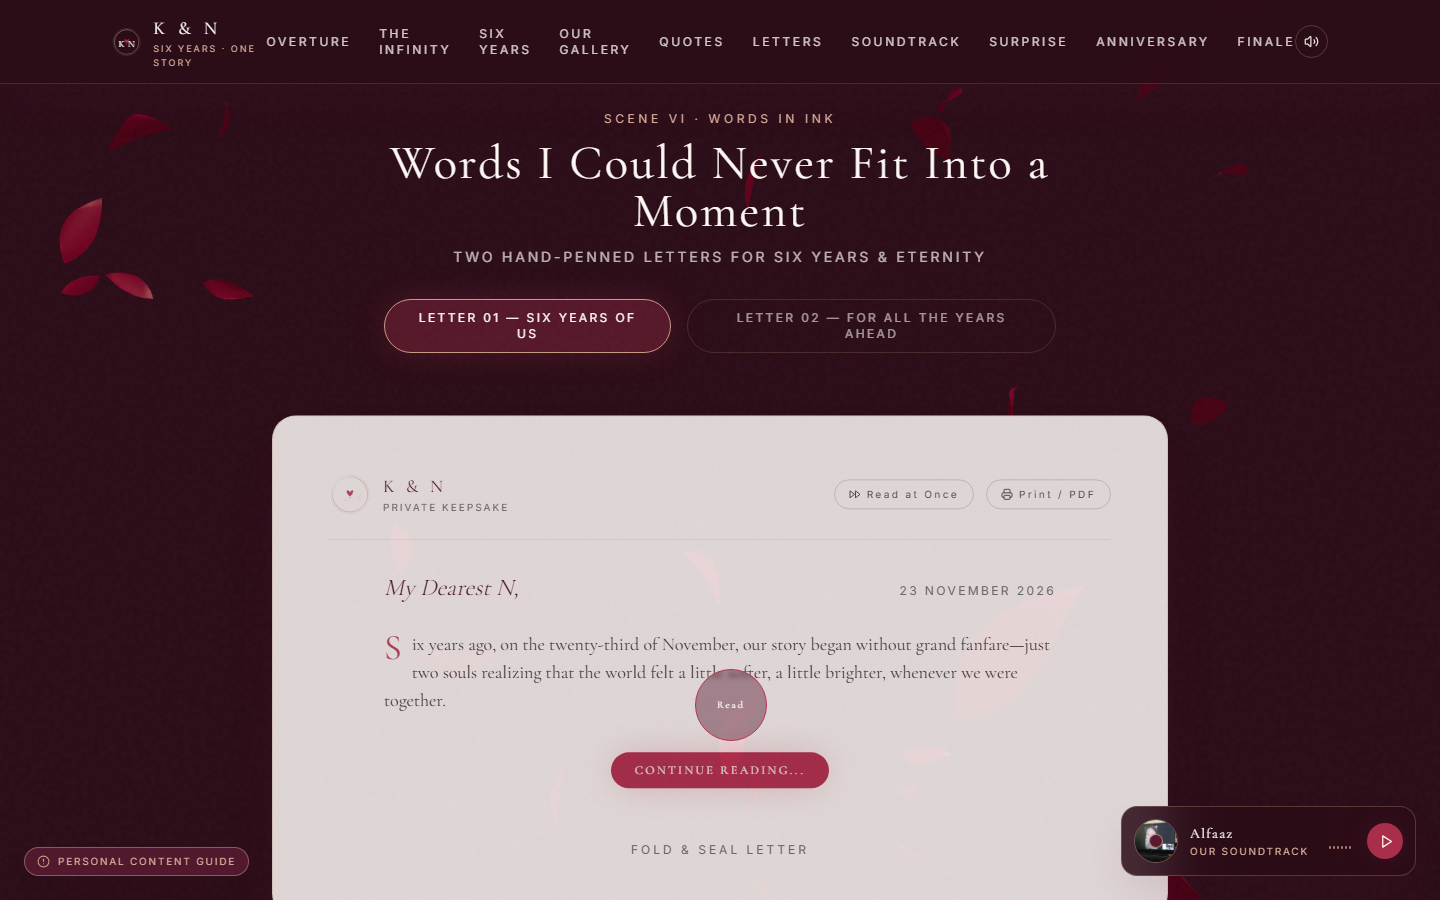 K & N
SIX YEARS · ONE
STORY
OVERTURE
THE
INFINITY
SIX
YEARS
OUR
GALLERY
QUOTES
LETTERS
SOUNDTRACK
SURPRISE
ANNIVERSARY
FINALE
SCENE VI · WORDS IN INK
Words I Could Never Fit Into a
Moment
TWO HAND-PENNED LETTERS FOR SIX YEARS & ETERNITY
LETTER 01 — SIX YEARS OF
US
LETTER 02 — FOR ALL THE YEARS
AHEAD
K & N
PRIVATE KEEPSAKE
Read at Once
Print / PDF
My Dearest N,
23 NOVEMBER 2026
Six years ago, on the twenty-third of November, our story began without grand fanfare—just
two souls realizing that the world felt a little softer, a little brighter, whenever we were
together.
Read
CONTINUE READING...
FOLD & SEAL LETTER
PERSONAL CONTENT GUIDE
Alfaaz
OUR SOUNDTRACK